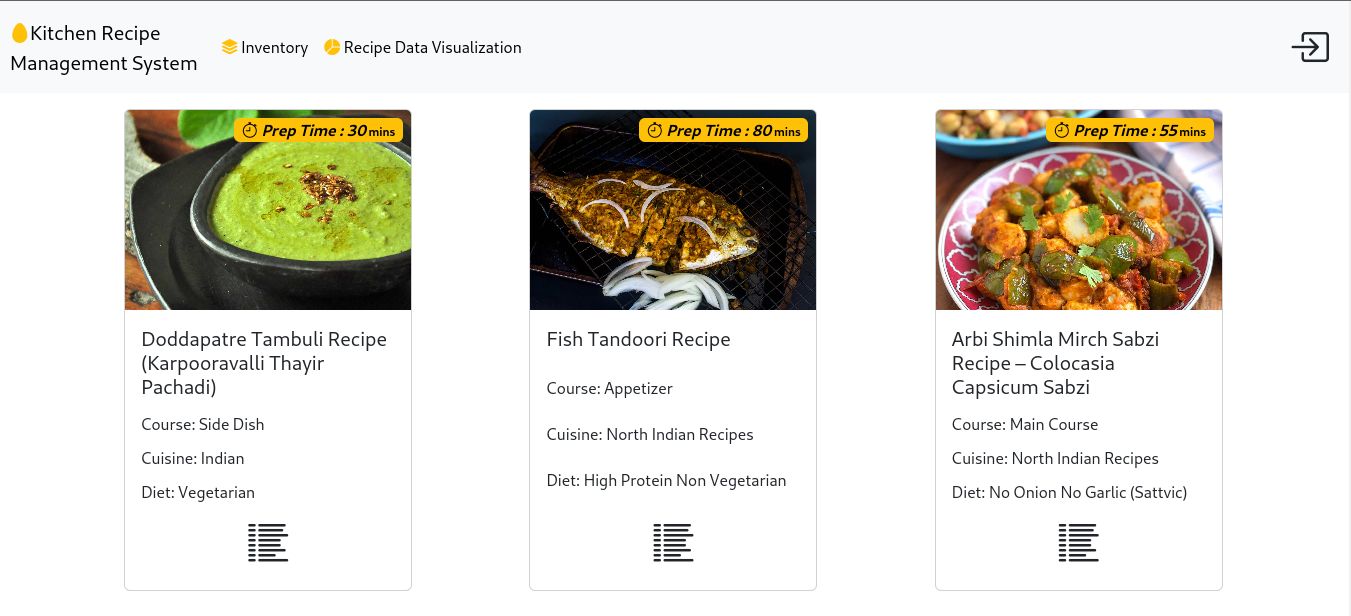 Kitchen Recipe
Management System
Inventory
Recipe Data Visualization
Prep Time : 30 mins
Doddapatre Tambuli Recipe
(Karpooravalli Thayir
Pachadi)
Course: Side Dish
Cuisine: Indian
Diet: Vegetarian
Prep Time : 80 mins
Fish Tandoori Recipe
Course: Appetizer
Cuisine: North Indian Recipes
Diet: High Protein Non Vegetarian
Prep Time : 55 mins
Arbi Shimla Mirch Sabzi
Recipe – Colocasia
Capsicum Sabzi
Course: Main Course
Cuisine: North Indian Recipes
Diet: No Onion No Garlic (Sattvic)